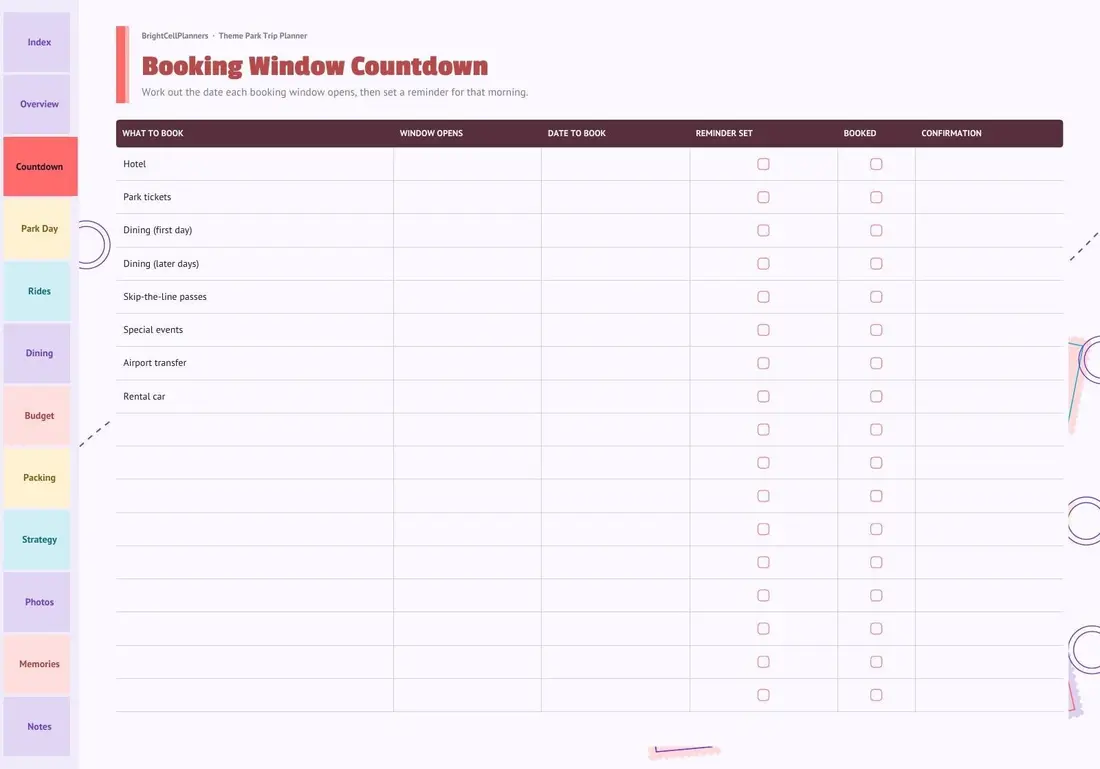 Index
Overview
Countdown
Park Day
Rides
Dining
Budget
Packing
Strategy
Photos
Memories
Notes
BrightCellPlanners · Theme Park Trip Planner
Booking Window Countdown
Work out the date each booking window opens, then set a reminder for that morning.
WHAT TO BOOK WINDOW OPENS DATE TO BOOK REMINDER SET BOOKED CONFIRMATION
Hotel
Park tickets
Dining (first day)
Dining (later days)
Skip-the-line passes
Special events
Airport transfer
Rental car